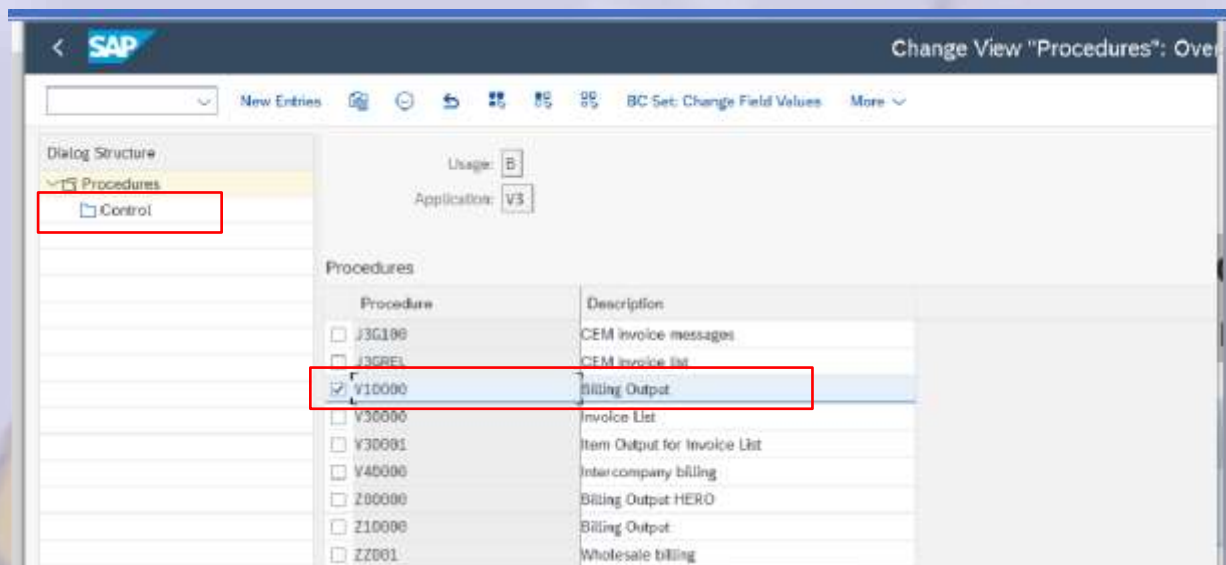 SAP
Change View "Procedures": Over
New Entries BC Set: Change Field Values More
Dialog Structure
Procedures
Control
Usage: B
Application: V3
Procedures
Procedure Description
J3G100 CEM invoice messages
J3GREL CEM invoice list
V10000 Billing Output
V30000 Invoice List
V30001 Item Output for Invoice List
V40000 Intercompany billing
Z00000 Billing Output HERO
Z10000 Billing Output
ZZ001 Wholesale billing